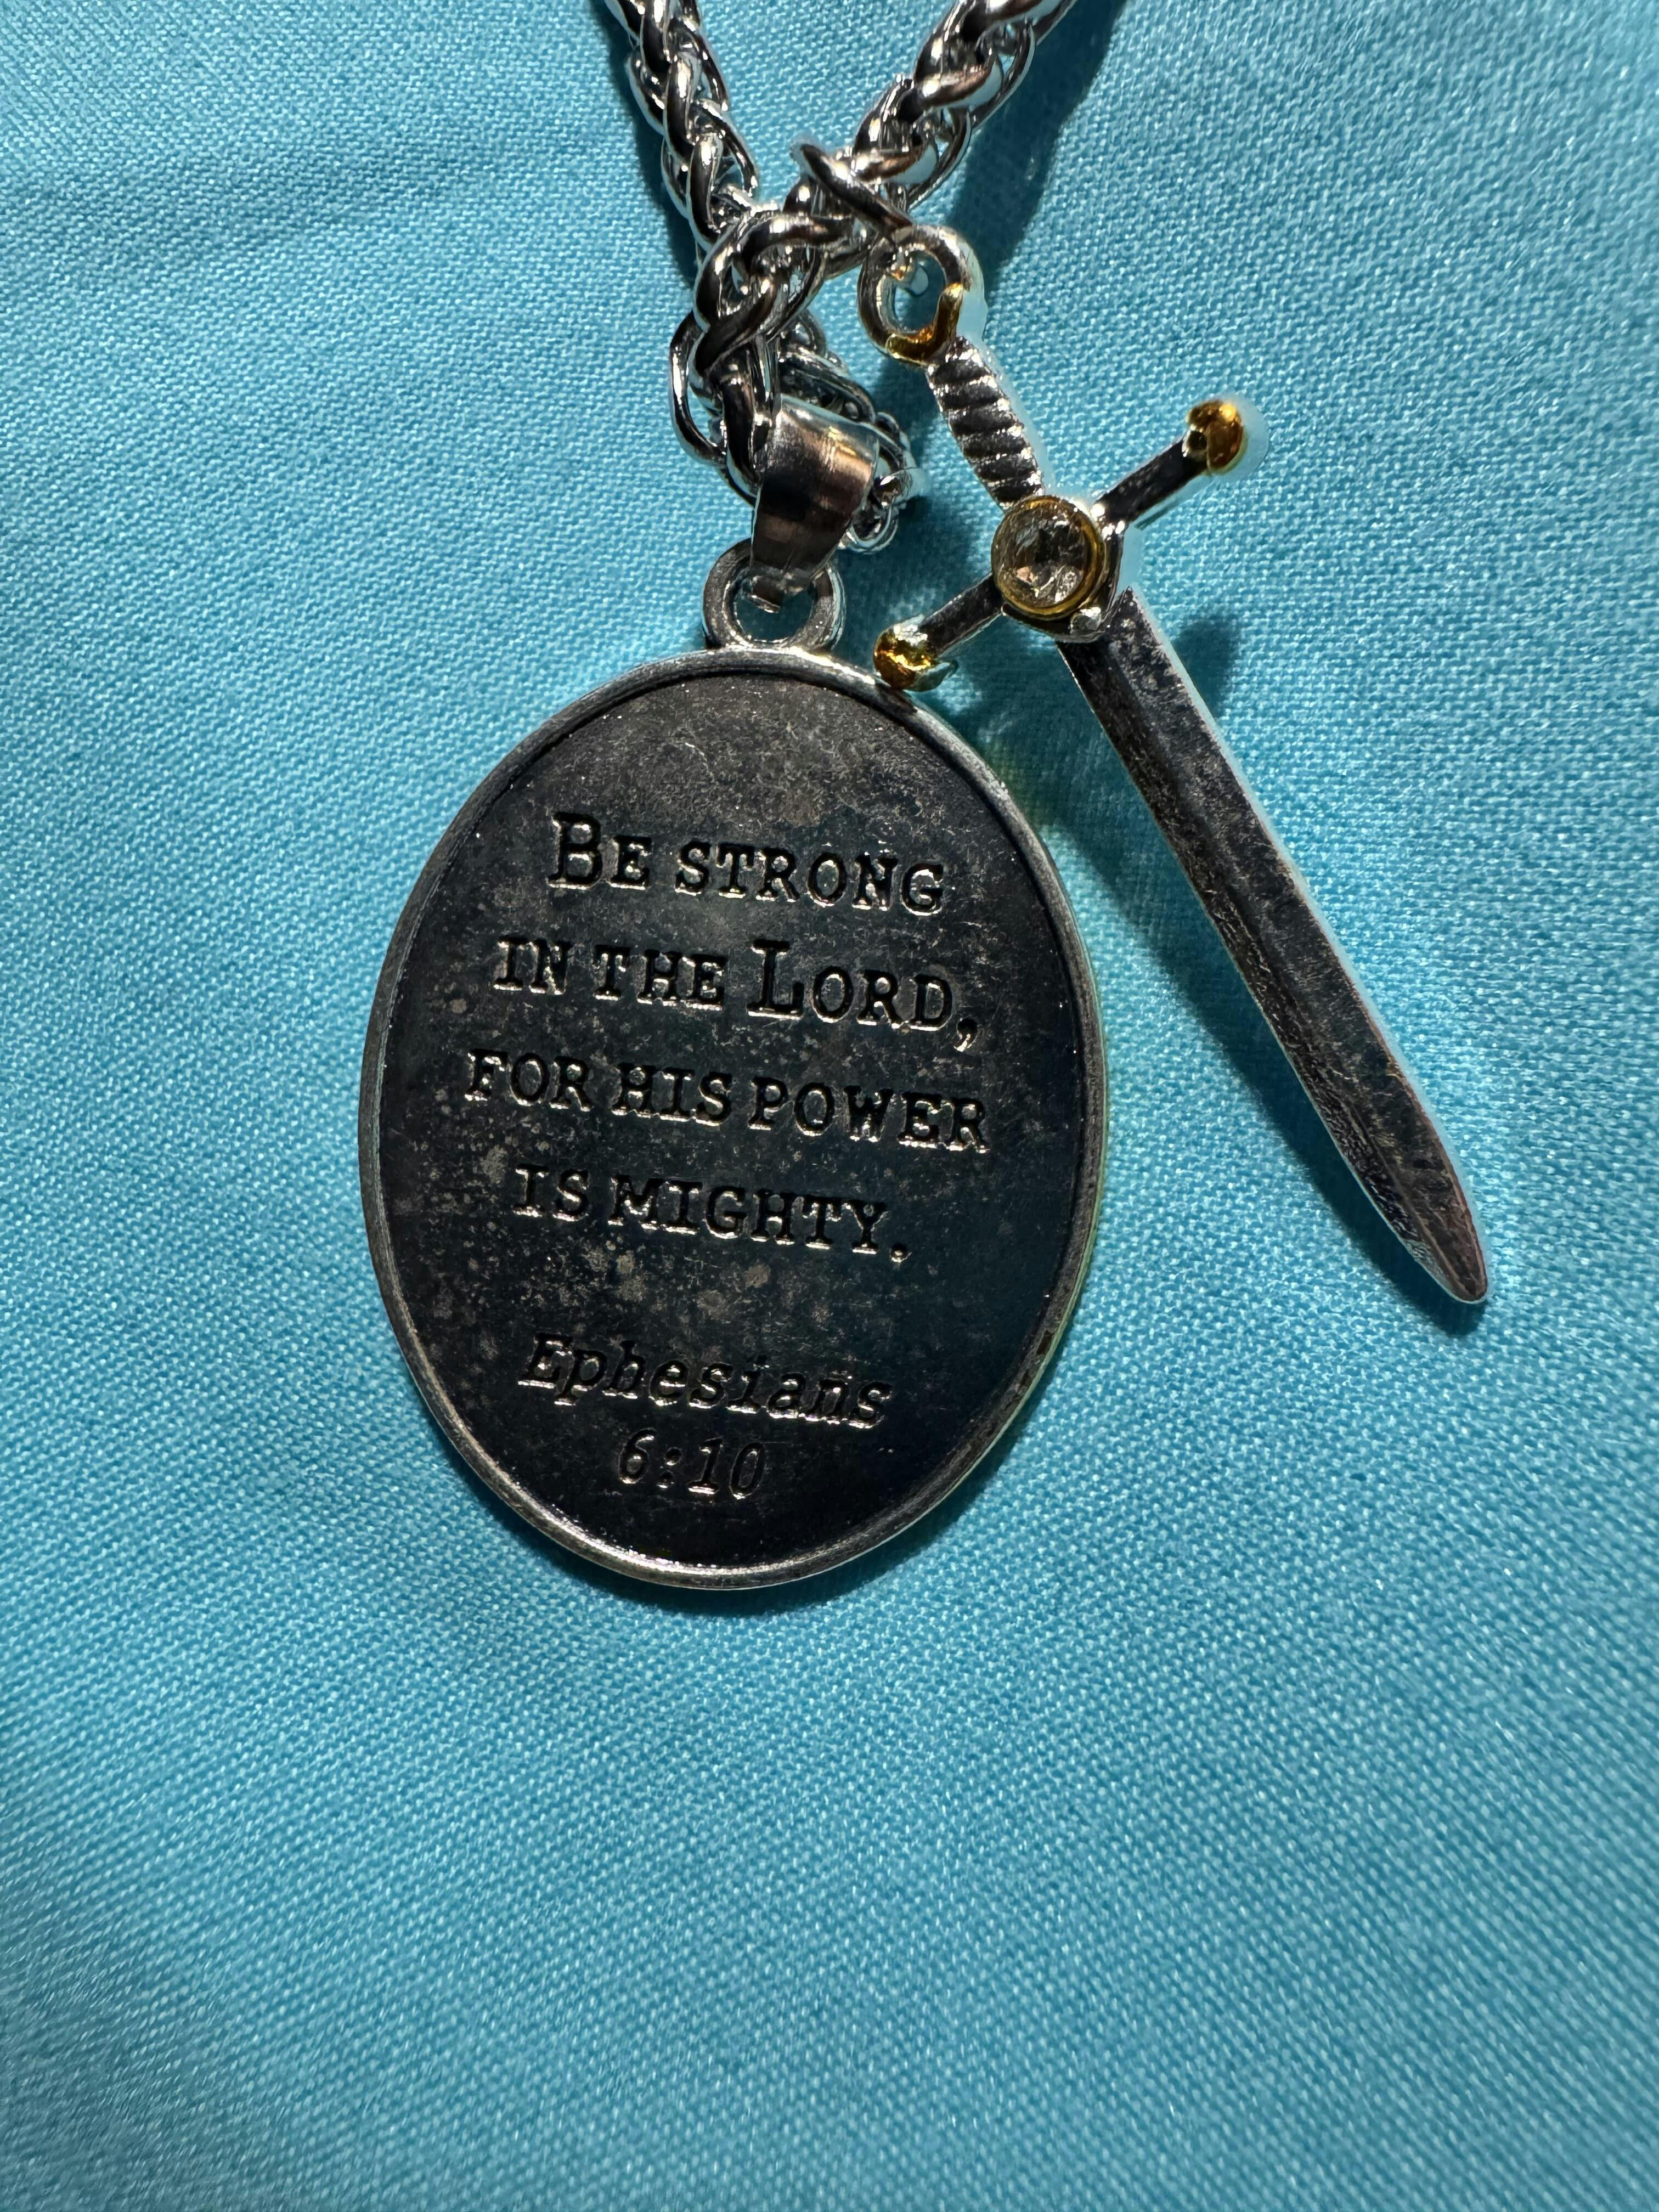 BE STRONG
IN THE LORD,
FOR HIS POWER
IS MIGHTY.
Ephesians
6:10